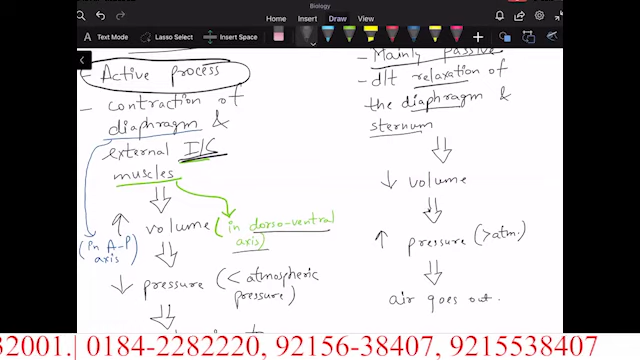 Biology
Home Insert Draw View
Text Mode Lasso Select Insert Space
- Active process
- contraction of
diaphragm &
external I/C
muscles
↑ volume (in dorso-ventral
axis)
(In A-P
axis)
↓ pressure (< atmospheric
pressure)
- Mainly passive
- d/t relaxation of
the diaphragm &
sternum
↓ volume
↑ pressure (>atm.)
air goes out.
32001. 0184-2282220, 92156-38407, 9215538407